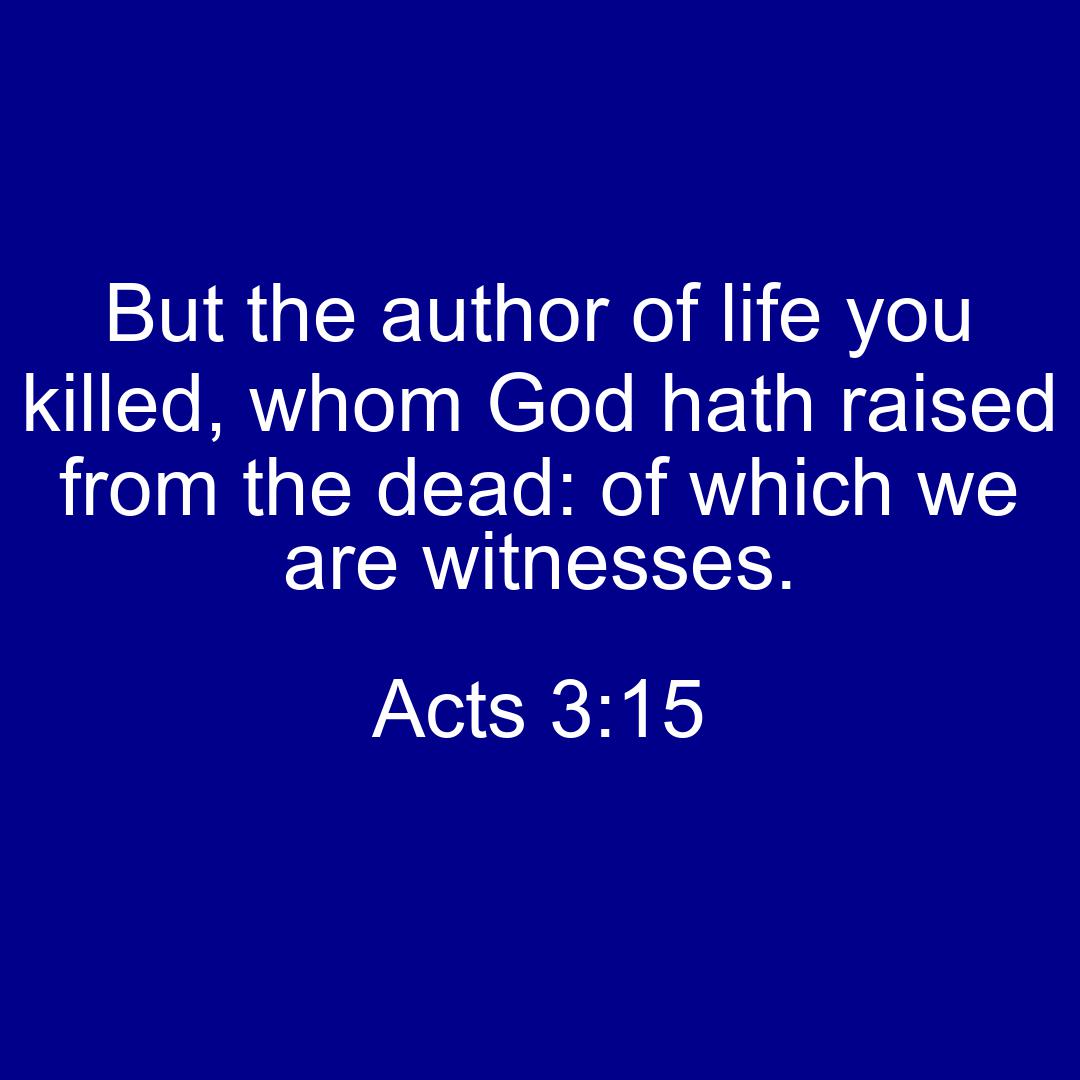 But the author of life you
killed, whom God hath raised
from the dead: of which we
are witnesses.
Acts 3:15